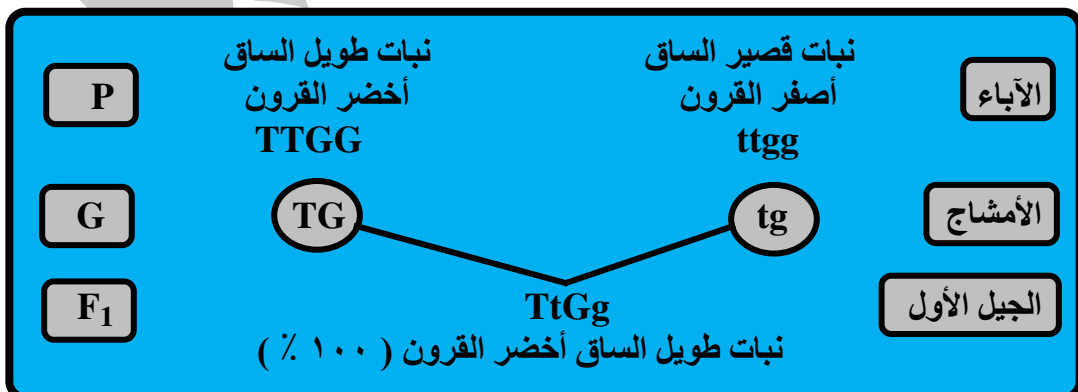 الآباء
نبات قصير الساق
أصفر القرون
ttgg
نبات طويل الساق
أخضر القرون
TTGG
P
الأمشاج
tg
TG
G
الجيل الأول
TtGg
نبات طويل الساق أخضر القرون ( ١٠٠ ٪ )
F₁